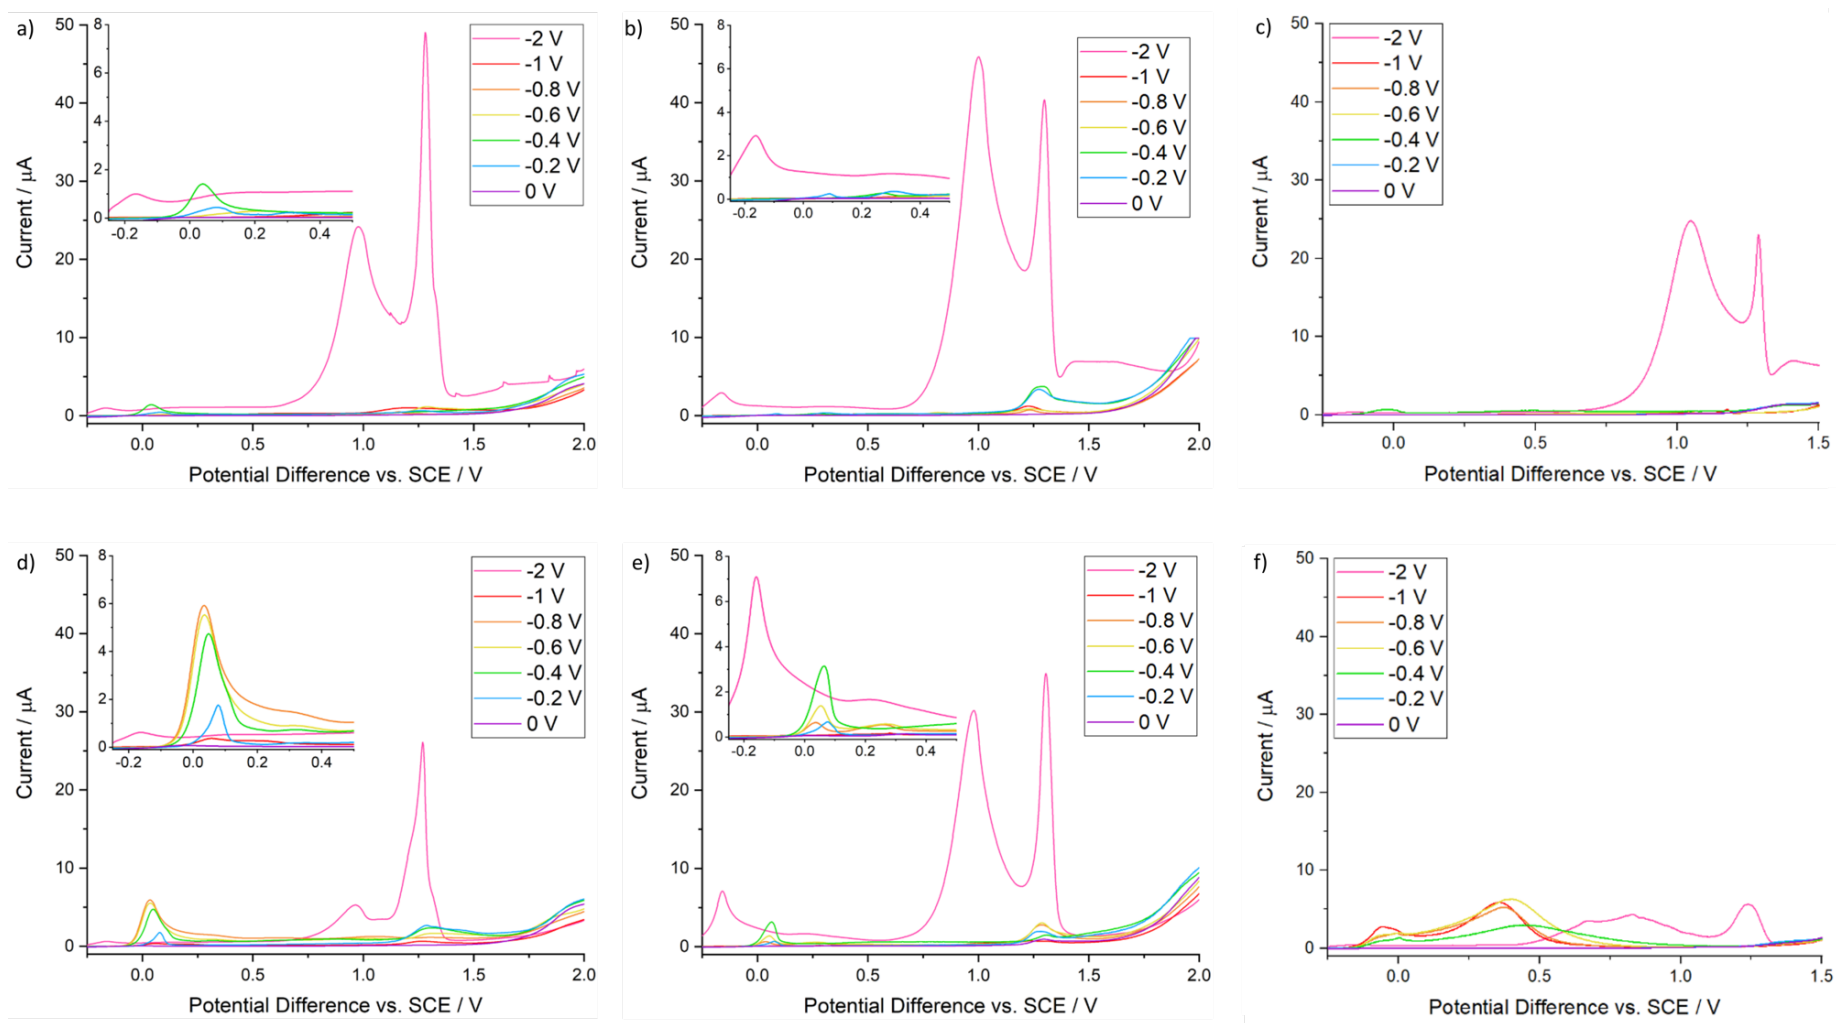 a)
50
40
30
20
10
0
Current / µA
0.0
0.5
1.0
1.5
2.0
Potential Difference vs. SCE / V
8
6
4
2
0
-0.2
0.0
0.2
0.4
-2 V
-1 V
-0.8 V
-0.6 V
-0.4 V
-0.2 V
0 V
b)
50
40
30
20
10
0
Current / µA
0.0
0.5
1.0
1.5
2.0
Potential Difference vs. SCE / V
8
6
4
2
0
-0.2
0.0
0.2
0.4
-2 V
-1 V
-0.8 V
-0.6 V
-0.4 V
-0.2 V
0 V
c)
50
40
30
20
10
0
Current / µA
0.0
0.5
1.0
1.5
Potential Difference vs. SCE / V
-2 V
-1 V
-0.8 V
-0.6 V
-0.4 V
-0.2 V
0 V
d)
50
40
30
20
10
0
Current / µA
0.0
0.5
1.0
1.5
2.0
Potential Difference vs. SCE / V
8
6
4
2
0
-0.2
0.0
0.2
0.4
-2 V
-1 V
-0.8 V
-0.6 V
-0.4 V
-0.2 V
0 V
e)
50
40
30
20
10
0
Current / µA
0.0
0.5
1.0
1.5
2.0
Potential Difference vs. SCE / V
8
6
4
2
0
-0.2
0.0
0.2
0.4
-2 V
-1 V
-0.8 V
-0.6 V
-0.4 V
-0.2 V
0 V
f)
50
40
30
20
10
0
Current / µA
0.0
0.5
1.0
1.5
Potential Difference vs. SCE / V
-2 V
-1 V
-0.8 V
-0.6 V
-0.4 V
-0.2 V
0 V